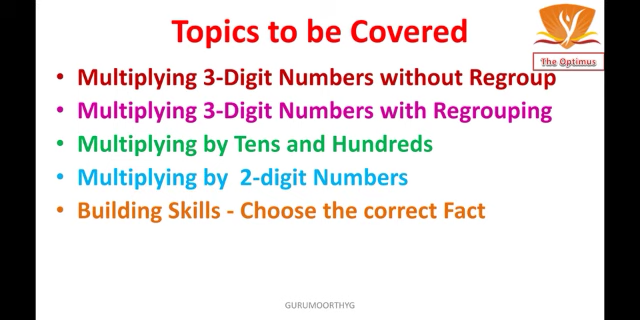 Topics to be Covered
The Optimus
• Multiplying 3-Digit Numbers without Regroup
• Multiplying 3-Digit Numbers with Regrouping
• Multiplying by Tens and Hundreds
• Multiplying by 2-digit Numbers
• Building Skills - Choose the correct Fact
GURUMOORTHYG